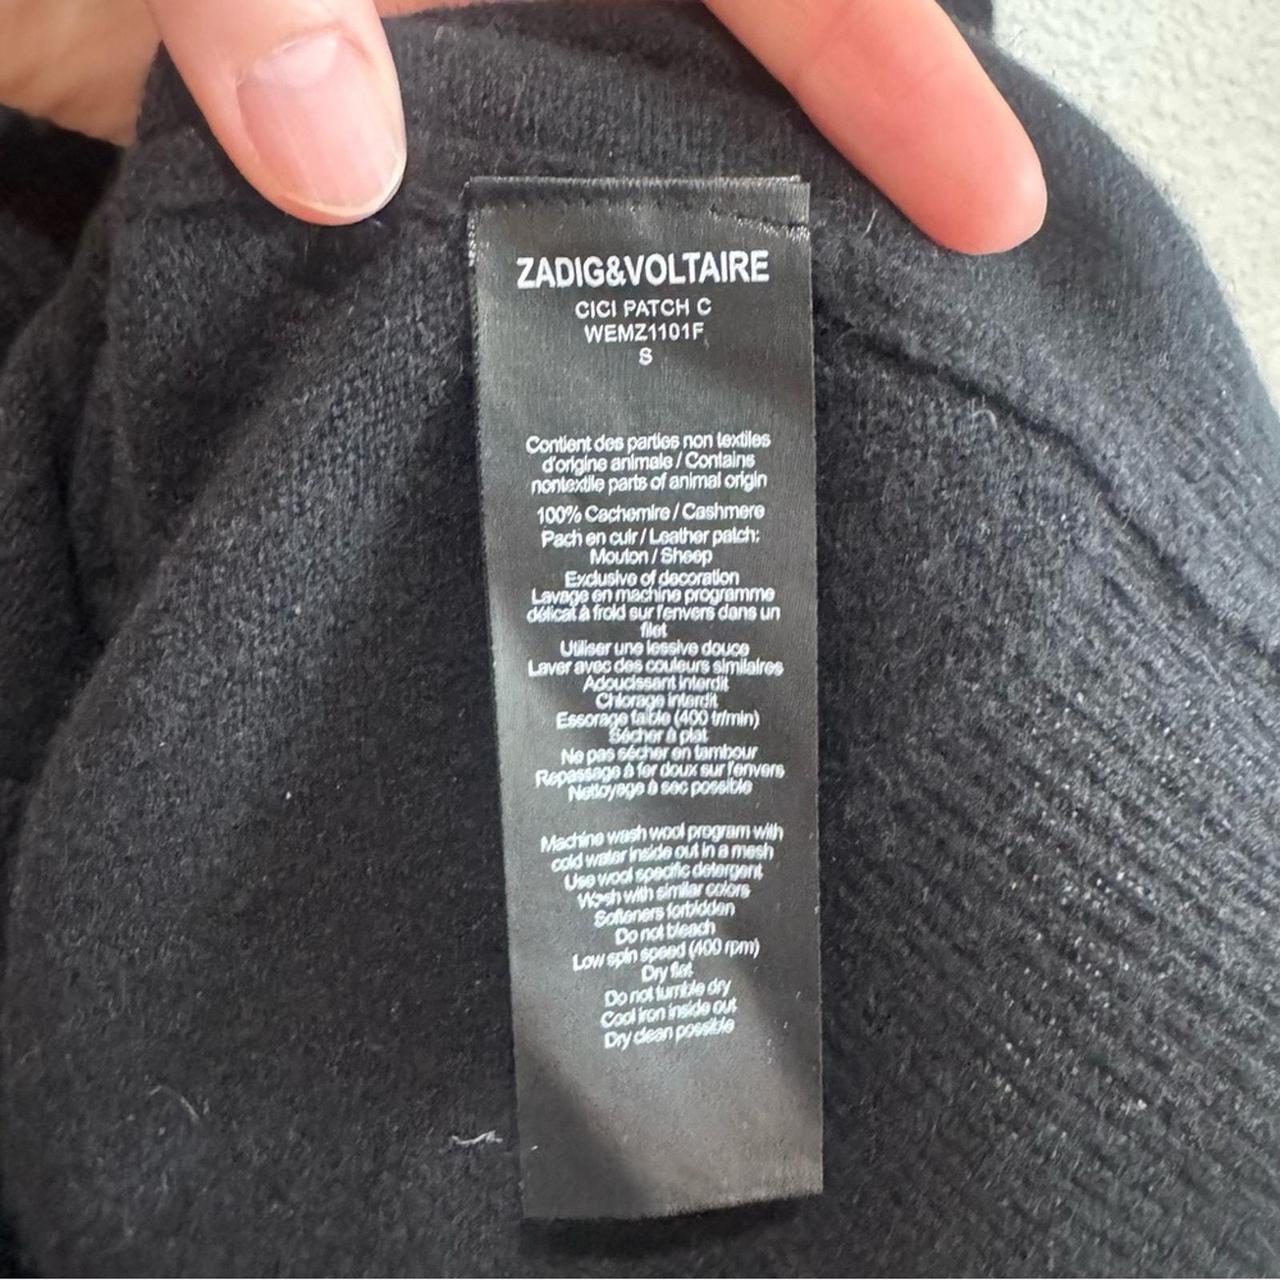 ZADIG&VOLTAIRE
CICI PATCH C
WEMZ1101F
S
Contient des parties non textiles
d'origine animale / Contains
nontextile parts of animal origin
100% Cachemire / Cashmere
Pach en cuir / Leather patch:
Mouton / Sheep
Exclusive of decoration
Lavage en machine programme
délicat à froid sur l'envers dans un
filet
Utiliser une lessive douce
Laver avec des couleurs similaires
Adoucissant interdit
Chlorage interdit
Essorage faible (400 tr/min)
Sécher à plat
Ne pas sécher en tambour
Repassage à fer doux sur l'envers
Nettoyage à sec possible
Machine wash wool program with
cold water inside out in a mesh
Use wool specific detergent
Wash with similar colors
Softeners forbidden
Do not bleach
Low spin speed (400 rpm)
Dry flat
Do not tumble dry
Cool iron inside out
Dry clean possible